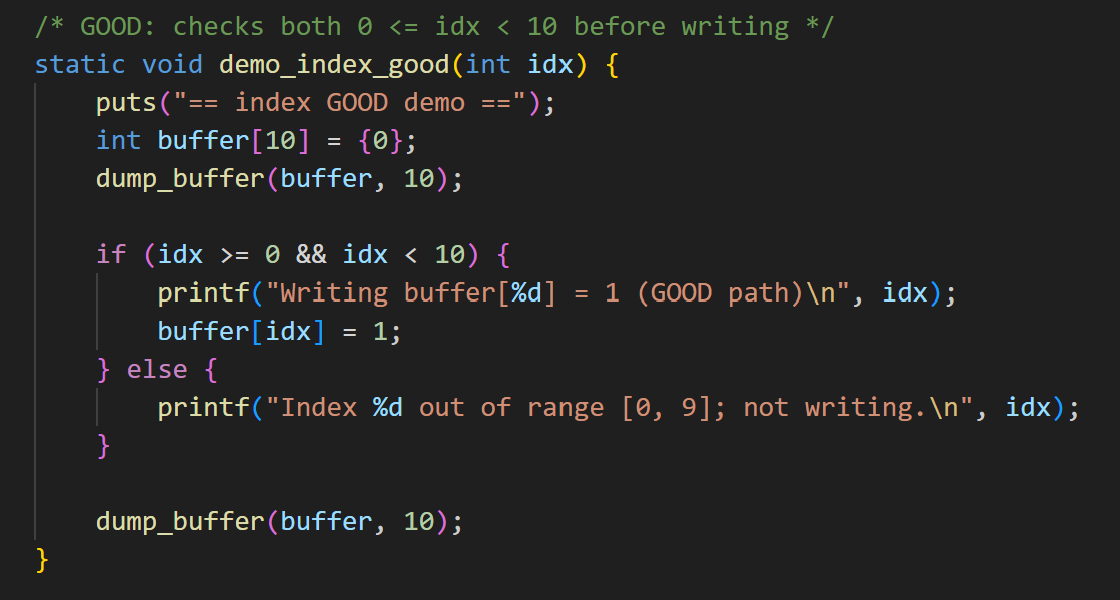 /* GOOD: checks both 0 <= idx < 10 before writing */
static void demo_index_good(int idx) {
    puts("== index GOOD demo ==");
    int buffer[10] = {0};
    dump_buffer(buffer, 10);

    if (idx >= 0 && idx < 10) {
        printf("Writing buffer[%d] = 1 (GOOD path)\n", idx);
        buffer[idx] = 1;
    } else {
        printf("Index %d out of range [0, 9]; not writing.\n", idx);
    }

    dump_buffer(buffer, 10);
}